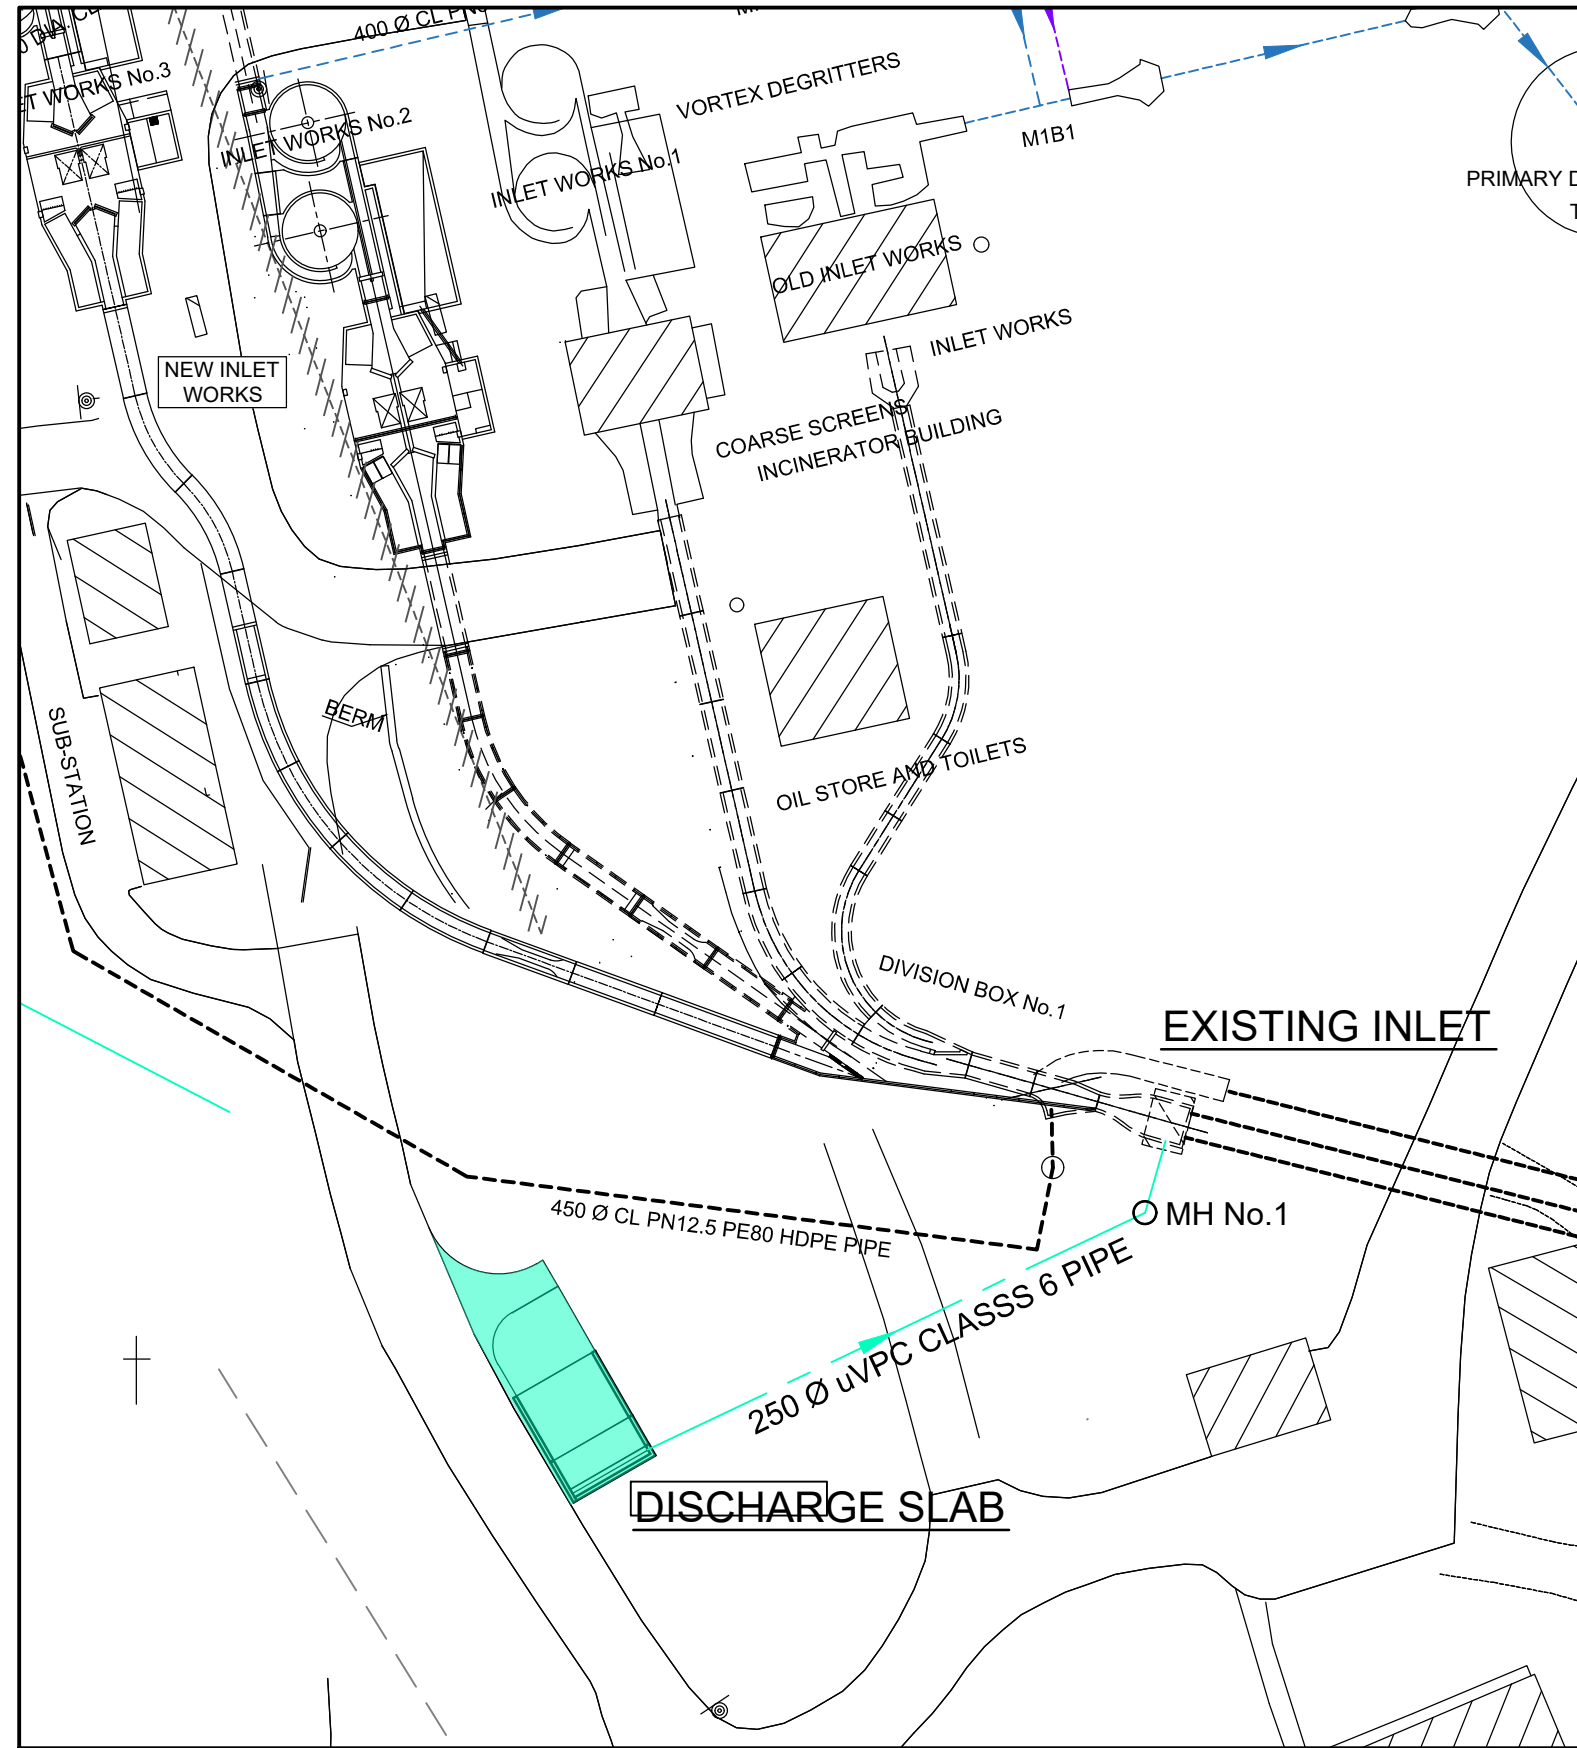 400 Ø CL
INLET WORKS No.2
VORTEX DEGRITTERS
M1B1
INLET WORKS No.1
PRIMARY
OLD INLET WORKS
INLET WORKS
NEW INLET
WORKS
COARSE SCREENS
INCINERATOR BUILDING
BERM
SUB-STATION
OIL STORE AND TOILETS
DIVISION BOX No.1
EXISTING INLET
450 Ø CL PN12.5 PE80 HDPE PIPE
MH No.1
250 Ø uVPC CLASSS 6 PIPE
DISCHARGE SLAB
WORKS No.3